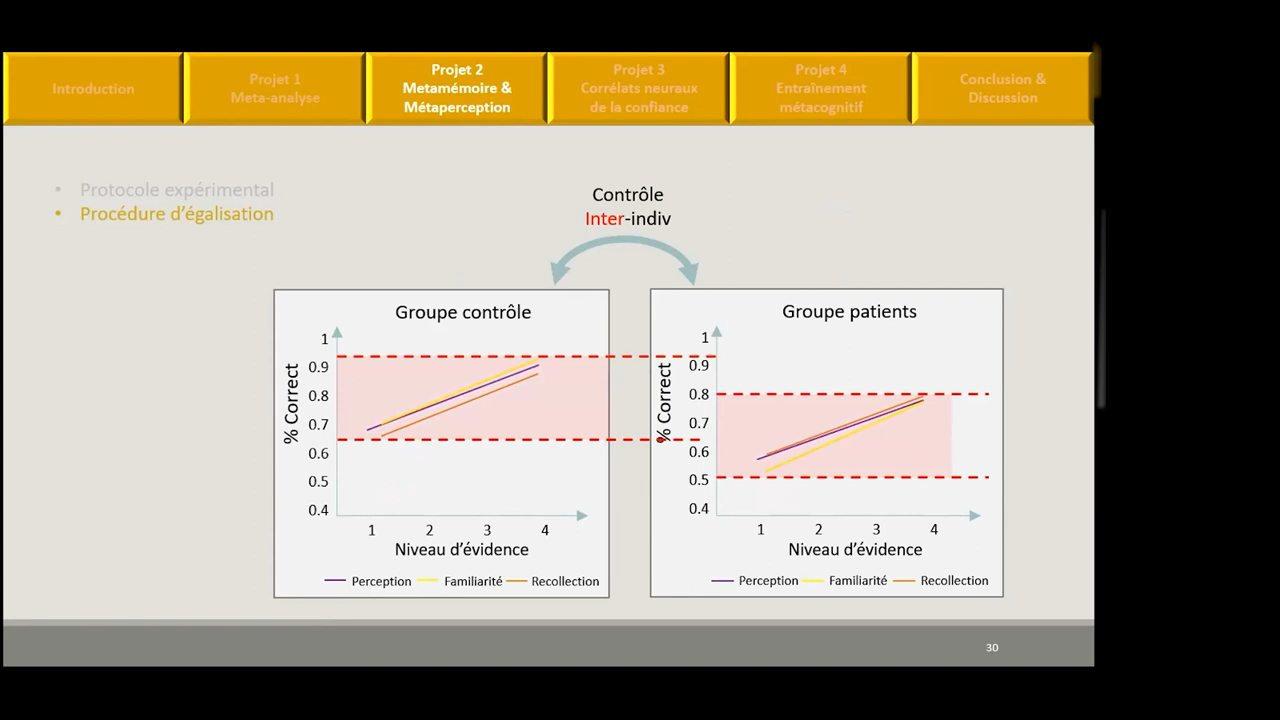 Introduction
Projet 1
Meta-analyse
Projet 2
Metamémoire &
Métaperception
Projet 3
Corrélats neuraux
de la confiance
Projet 4
Entraînement
métacognitif
Conclusion &
Discussion
• Protocole expérimental
• Procédure d'égalisation
Contrôle
Inter-indiv
Groupe contrôle
% Correct
1
0.9
0.8
0.7
0.6
0.5
0.4
1 2 3 4
Niveau d'évidence
Perception Familiarité Recollection
Groupe patients
% Correct
1
0.9
0.8
0.7
0.6
0.5
0.4
1 2 3 4
Niveau d'évidence
Perception Familiarité Recollection
30